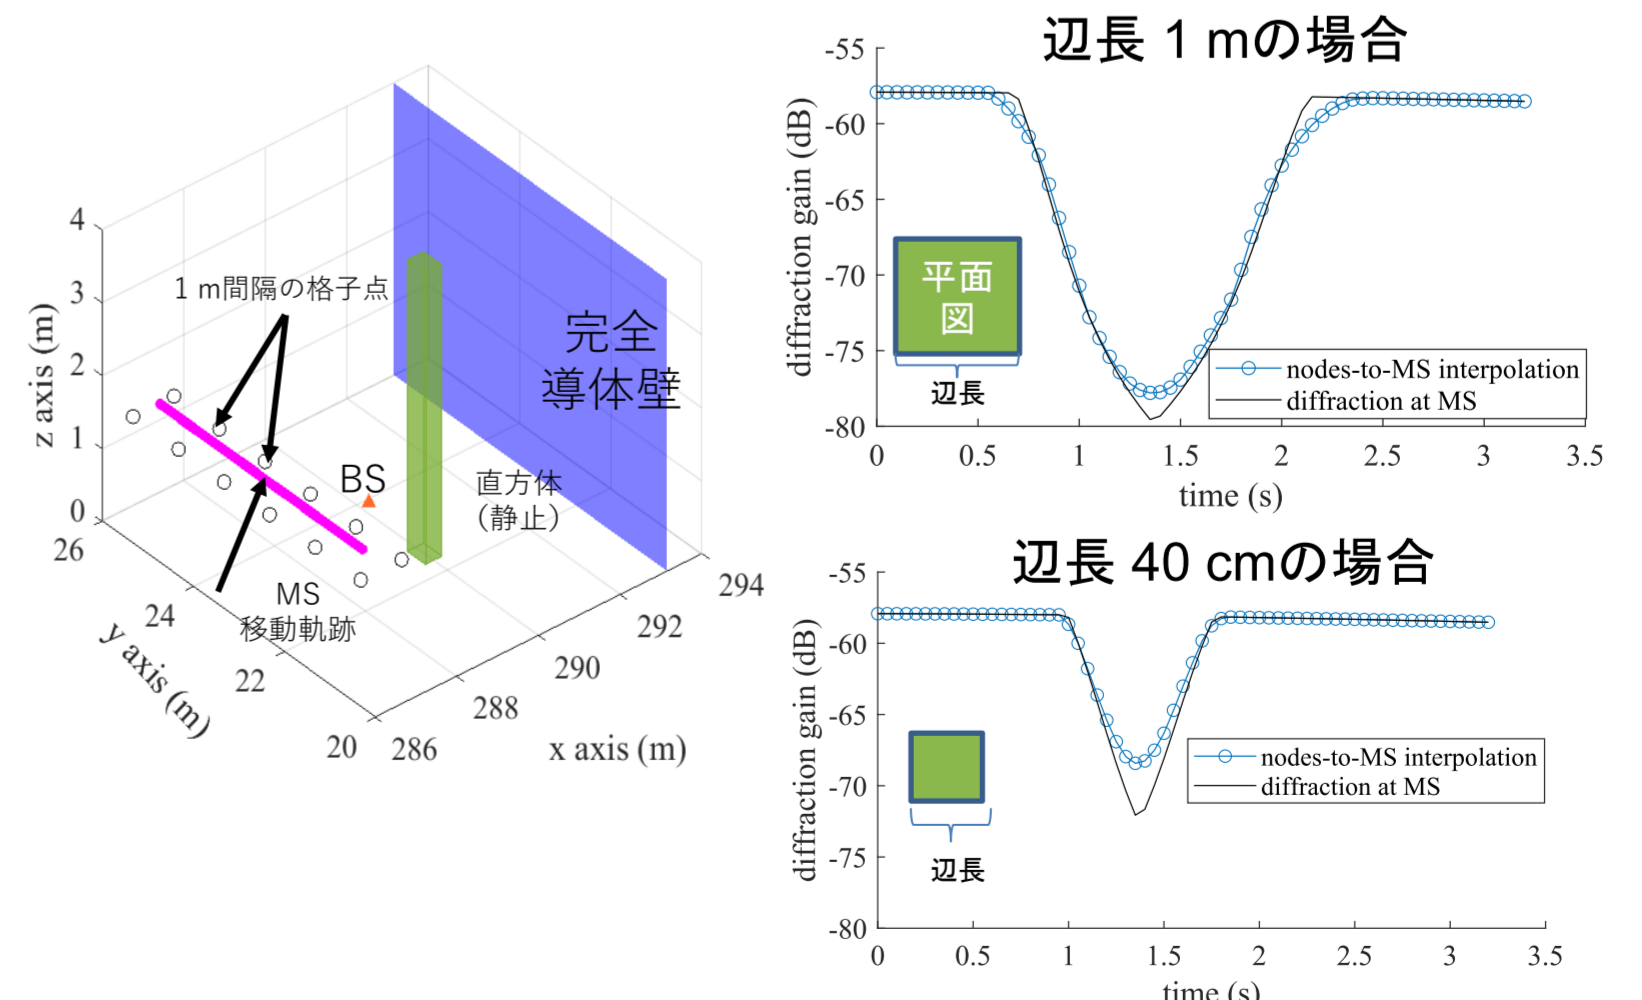 4
3
2
1
0
z axis (m)
1 m間隔の格子点
完全
導体壁
BS
直方体
（静止）
MS
移動軌跡
26
24
22
20
y axis (m)
286
288
290
292
294
x axis (m)
辺長 1 mの場合
-55
-60
-65
-70
-75
-80
diffraction gain (dB)
平面
図
辺長
nodes-to-MS interpolation
diffraction at MS
0 0.5 1 1.5 2 2.5 3 3.5
time (s)
辺長 40 cmの場合
-55
-60
-65
-70
-75
-80
diffraction gain (dB)
辺長
nodes-to-MS interpolation
diffraction at MS
0 0.5 1 1.5 2 2.5 3 3.5
time (s)